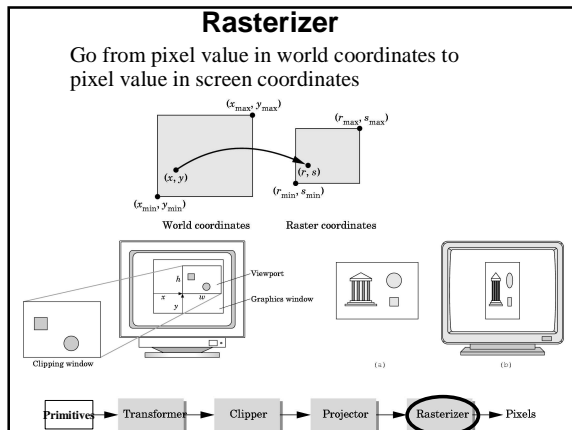 Rasterizer
Go from pixel value in world coordinates to
pixel value in screen coordinates
(xmax, ymax)
(rmax, smax)
(x, y)
(r, s)
(xmin, ymin)
(rmin, smin)
World coordinates
Raster coordinates
h
Viewport
x
w
Graphics window
y
Clipping window
(a)
(b)
Primitives
Transformer
Clipper
Projector
Rasterizer
Pixels